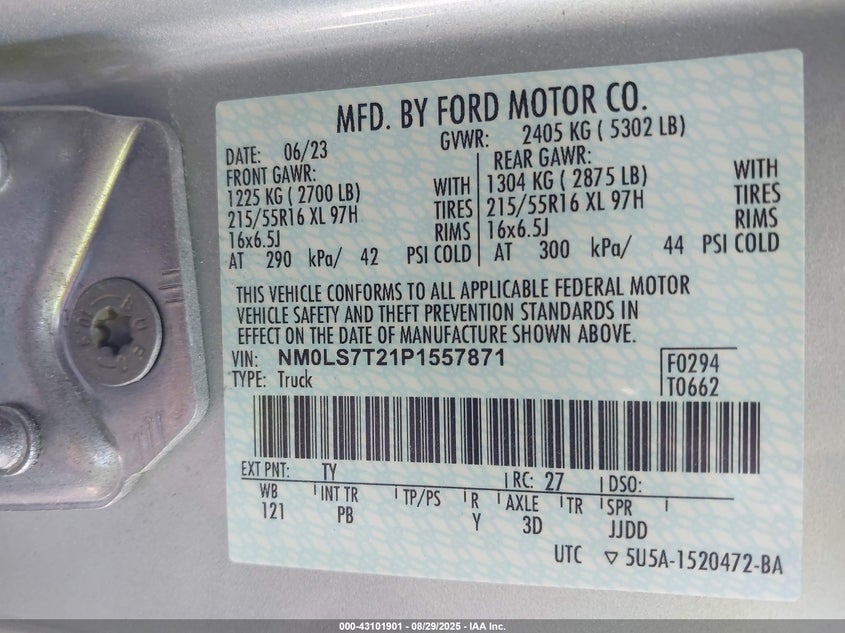 MFD. BY FORD MOTOR CO.
DATE: 06/23 GVWR: 2405 KG ( 5302 LB)
FRONT GAWR: REAR GAWR:
1225 KG ( 2700 LB) WITH 1304 KG ( 2875 LB) WITH
215/55R16 XL 97H TIRES 215/55R16 XL 97H TIRES
16x6.5J RIMS 16x6.5J RIMS
AT 290 kPa/ 42 PSI COLD AT 300 kPa/ 44 PSI COLD
THIS VEHICLE CONFORMS TO ALL APPLICABLE FEDERAL MOTOR
VEHICLE SAFETY AND THEFT PREVENTION STANDARDS IN
EFFECT ON THE DATE OF MANUFACTURE SHOWN ABOVE.
VIN: NM0LS7T21P1557871 F0294
TYPE: Truck T0662
EXT PNT: TY RC: 27 DSO:
WB INT TR TP/PS R AXLE TR SPR
121 PB Y 3D JJDD
UTC ▽ 5U5A-1520472-BA
000-43101901 - 08/29/2025 - IAA Inc.